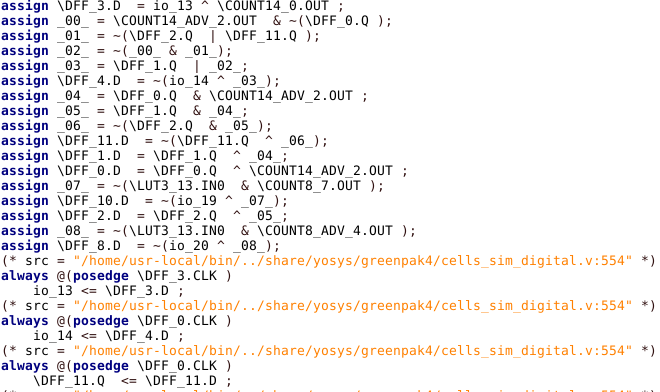 assign \DFF_3.D = io_13 ^ \COUNT14_0.OUT ;
assign _00_ = \COUNT14_ADV_2.OUT & ~(\DFF_0.Q );
assign _01_ = ~(\DFF_2.Q | \DFF_11.Q );
assign _02_ = ~(_00_ & _01_);
assign _03_ = \DFF_1.Q | _02_;
assign \DFF_4.D = ~(io_14 ^ _03_);
assign _04_ = \DFF_0.Q & \COUNT14_ADV_2.OUT ;
assign _05_ = \DFF_1.Q & _04_;
assign _06_ = ~(\DFF_2.Q & _05_);
assign \DFF_11.D = ~(\DFF_11.Q ^ _06_);
assign \DFF_1.D = \DFF_1.Q ^ _04_;
assign \DFF_0.D = \DFF_0.Q ^ \COUNT14_ADV_2.OUT ;
assign _07_ = ~(\LUT3_13.IN0 & \COUNT8_7.OUT );
assign \DFF_10.D = ~(io_19 ^ _07_);
assign \DFF_2.D = \DFF_2.Q ^ _05_;
assign _08_ = ~(\LUT3_13.IN0 & \COUNT8_ADV_4.OUT );
assign \DFF_8.D = ~(io_20 ^ _08_);
(* src = "/home/usr-local/bin/../share/yosys/greenpak4/cells_sim_digital.v:554" *)
always @(posedge \DFF_3.CLK )
io_13 <= \DFF_3.D ;
(* src = "/home/usr-local/bin/../share/yosys/greenpak4/cells_sim_digital.v:554" *)
always @(posedge \DFF_0.CLK )
io_14 <= \DFF_4.D ;
(* src = "/home/usr-local/bin/../share/yosys/greenpak4/cells_sim_digital.v:554" *)
always @(posedge \DFF_0.CLK )
\DFF_11.Q <= \DFF_11.D ;